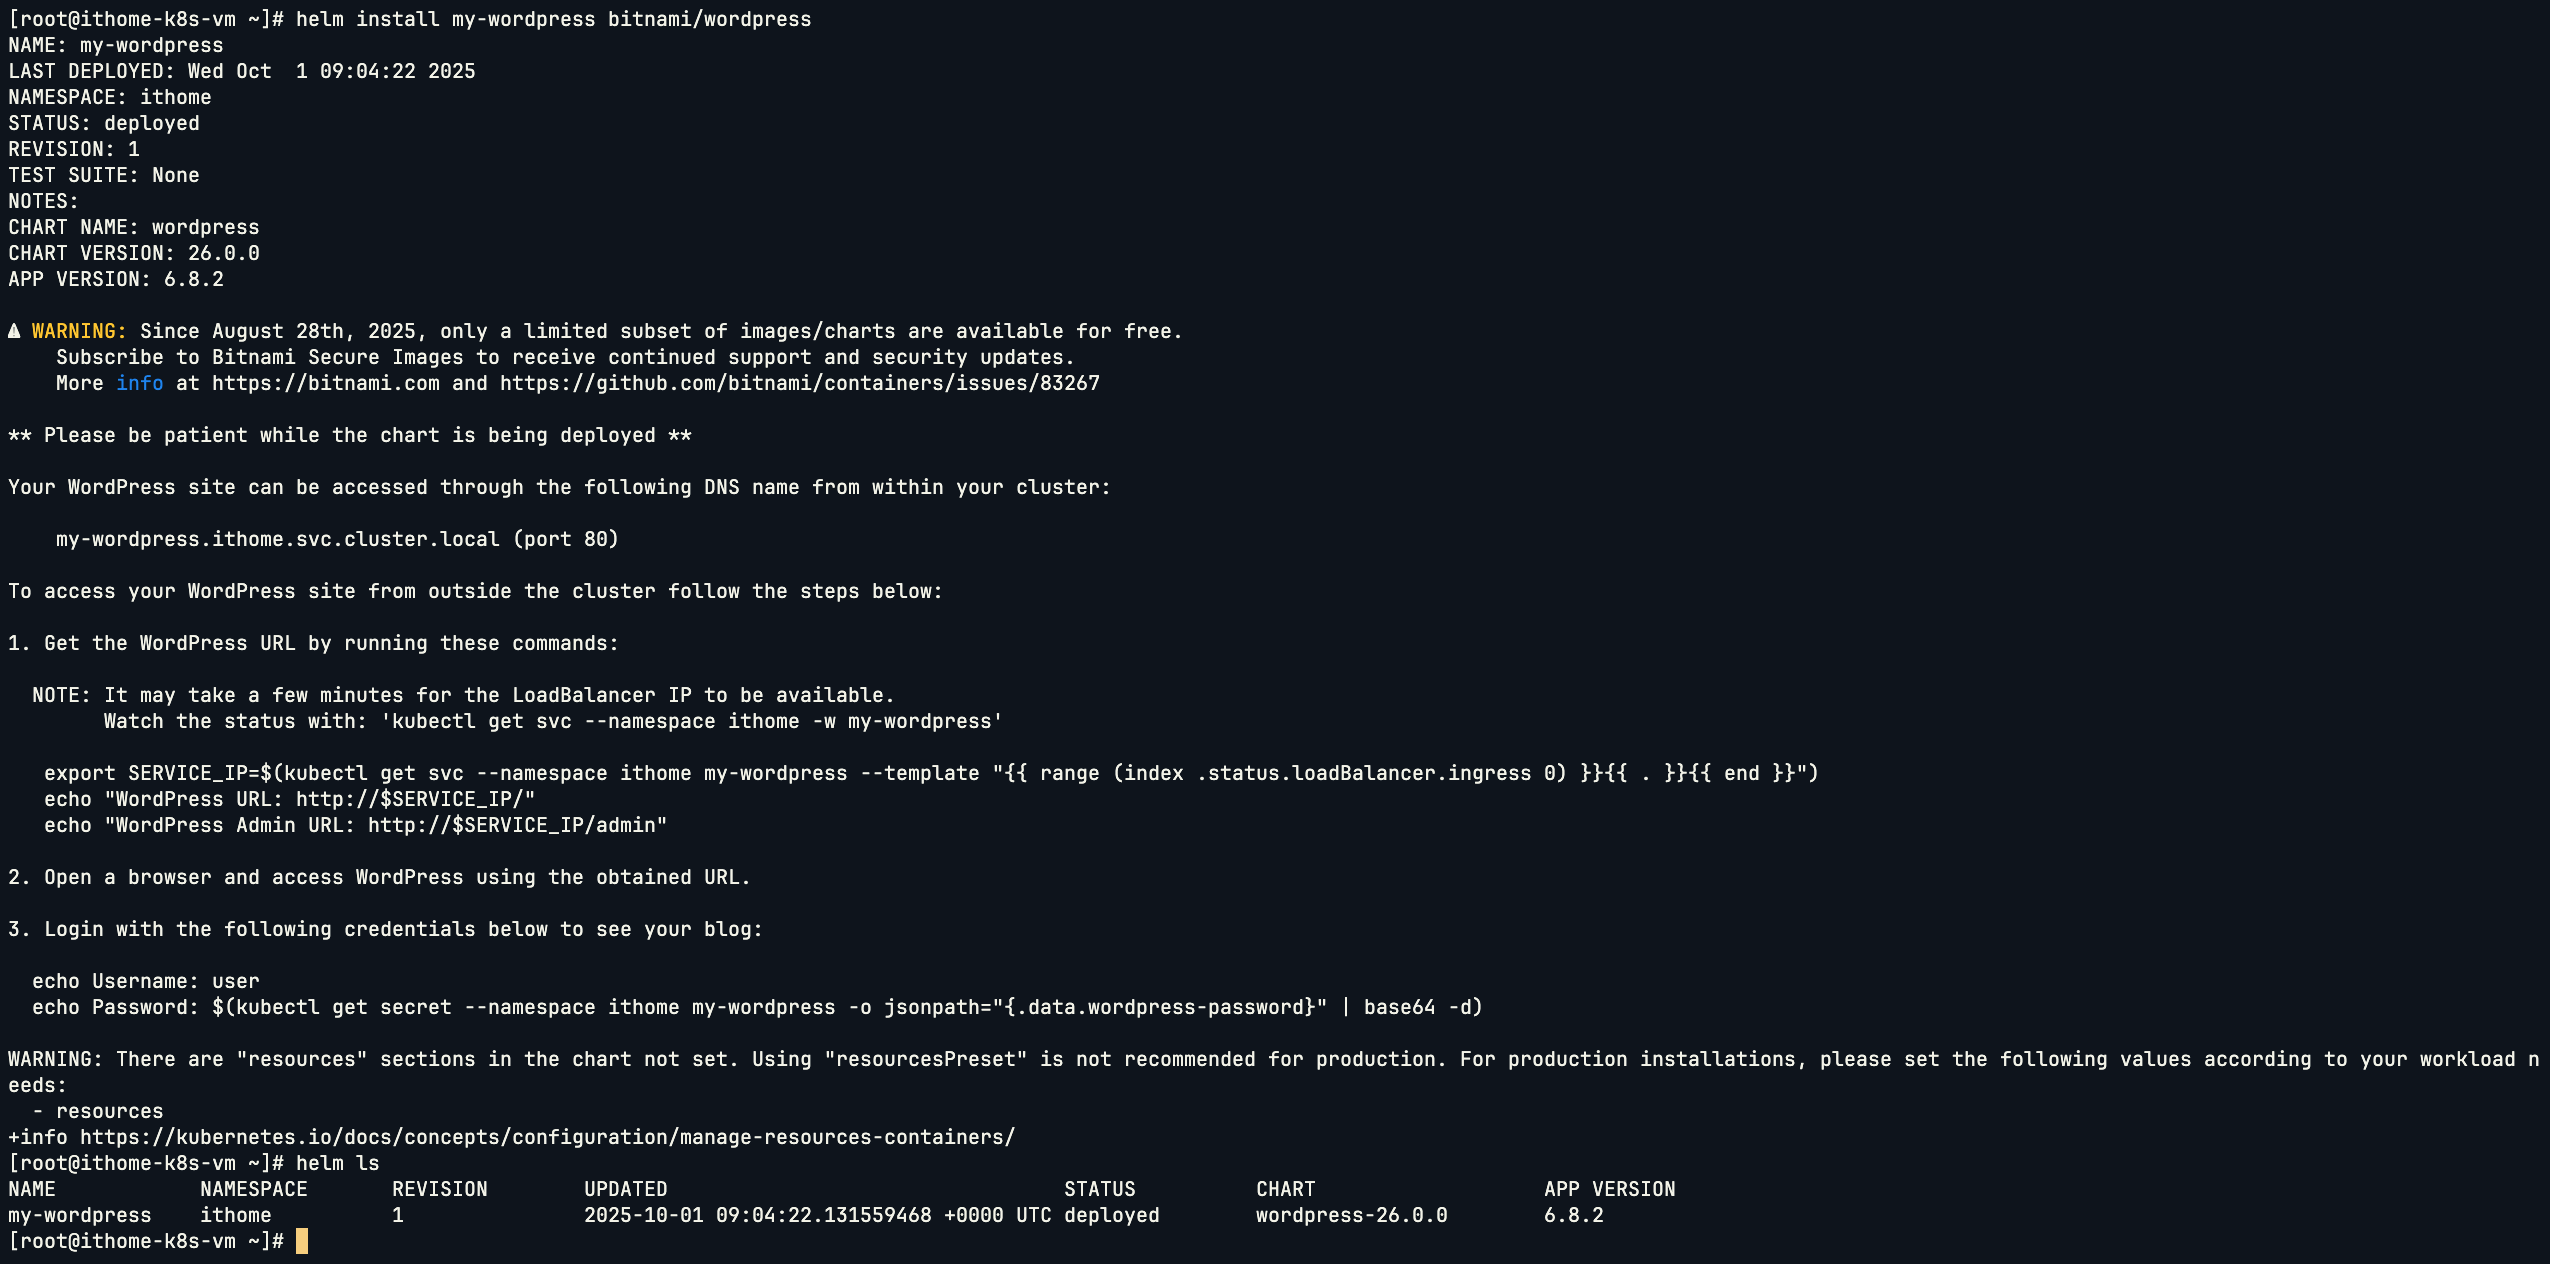 [root@ithome-k8s-vm ~]# helm install my-wordpress bitnami/wordpress
NAME: my-wordpress
LAST DEPLOYED: Wed Oct  1 09:04:22 2025
NAMESPACE: ithome
STATUS: deployed
REVISION: 1
TEST SUITE: None
NOTES:
CHART NAME: wordpress
CHART VERSION: 26.0.0
APP VERSION: 6.8.2

⚠ WARNING: Since August 28th, 2025, only a limited subset of images/charts are available for free.
    Subscribe to Bitnami Secure Images to receive continued support and security updates.
    More info at https://bitnami.com and https://github.com/bitnami/containers/issues/83267

** Please be patient while the chart is being deployed **

Your WordPress site can be accessed through the following DNS name from within your cluster:

    my-wordpress.ithome.svc.cluster.local (port 80)

To access your WordPress site from outside the cluster follow the steps below:

1. Get the WordPress URL by running these commands:

  NOTE: It may take a few minutes for the LoadBalancer IP to be available.
        Watch the status with: 'kubectl get svc --namespace ithome -w my-wordpress'

   export SERVICE_IP=$(kubectl get svc --namespace ithome my-wordpress --template "{{ range (index .status.loadBalancer.ingress 0) }}{{ . }}{{ end }}")
   echo "WordPress URL: http://$SERVICE_IP/"
   echo "WordPress Admin URL: http://$SERVICE_IP/admin"

2. Open a browser and access WordPress using the obtained URL.

3. Login with the following credentials below to see your blog:

  echo Username: user
  echo Password: $(kubectl get secret --namespace ithome my-wordpress -o jsonpath="{.data.wordpress-password}" | base64 -d)

WARNING: There are "resources" sections in the chart not set. Using "resourcesPreset" is not recommended for production. For production installations, please set the following values according to your workload n
eeds:
  - resources
+info https://kubernetes.io/docs/concepts/configuration/manage-resources-containers/
[root@ithome-k8s-vm ~]# helm ls
NAME            NAMESPACE       REVISION        UPDATED                                 STATUS          CHART                   APP VERSION
my-wordpress    ithome          1               2025-10-01 09:04:22.131559468 +0000 UTC deployed        wordpress-26.0.0        6.8.2
[root@ithome-k8s-vm ~]#